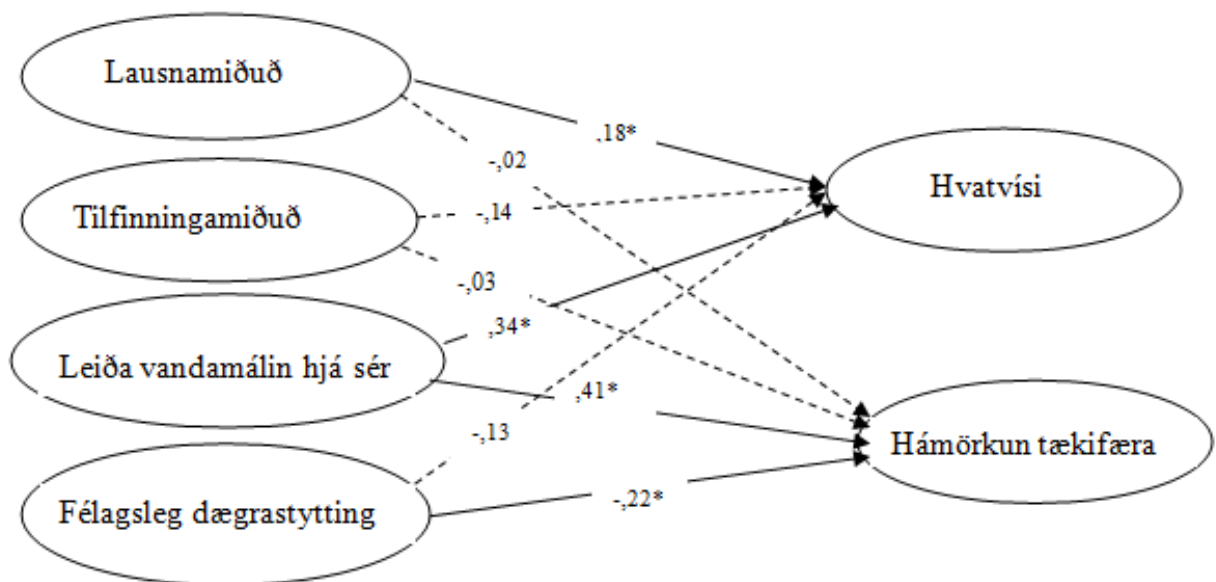 Lausnamiðuð
,18*
-,02
Hvatvísi
Tilfinningamiðuð
-,14
-,03
,34*
Leiða vandamálin hjá sér
,41*
-,13
Hámörkun tækifæra
Félagsleg dægrastytting
-,22*